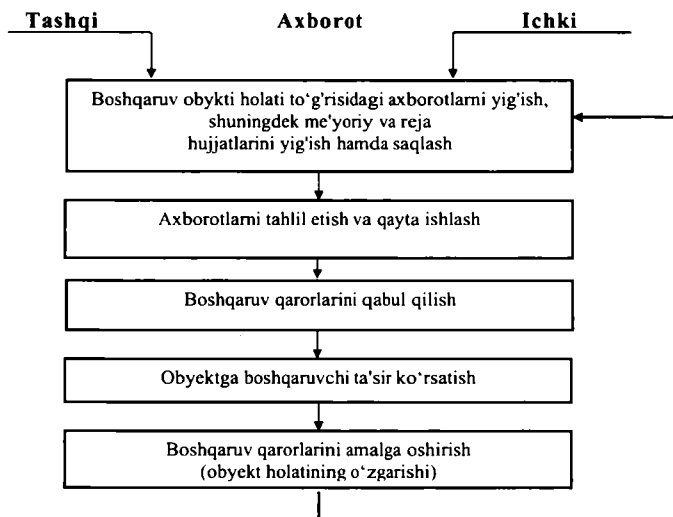 Tashqi Axborot Ichki
Boshqaruv obykti holati to‘g'risidagi axborotlarni yig'ish,
shuningdek me'yoriy va reja
hujjatlarini yig'ish hamda saqlash
Axborotlarni tahlil etish va qayta ishlash
Boshqaruv qarorlarini qabul qilish
Obyektga boshqaruvchi ta'sir ko‘rsatish
Boshqaruv qarorlarini amalga oshirish
(obyekt holatining o‘zgarishi)